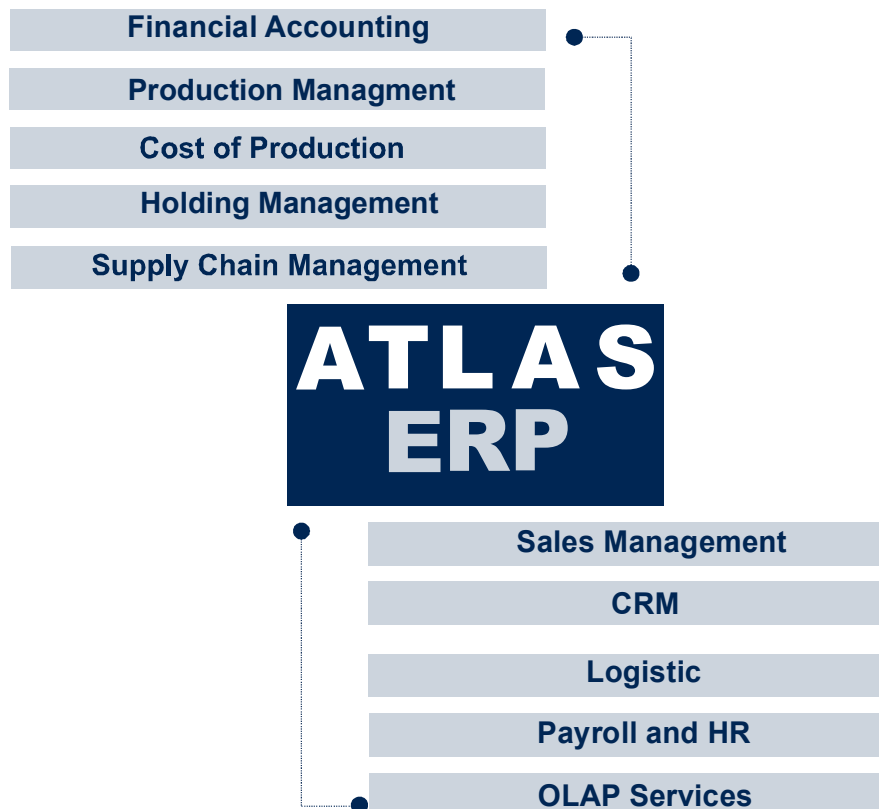 Financial Accounting
Production Managment
Cost of Production
Holding Management
Supply Chain Management
ATLAS
ERP
Sales Management
CRM
Logistic
Payroll and HR
OLAP Services